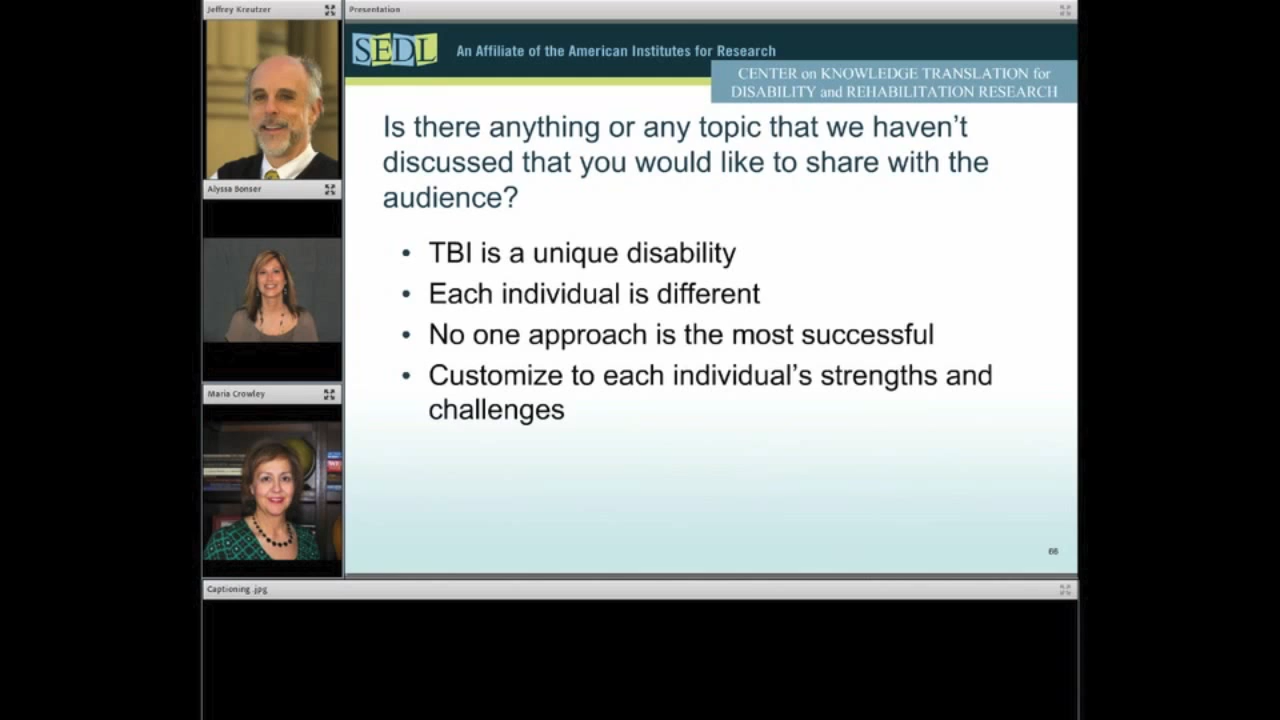 Jeffrey Kreutzer
Presentation
SEDL
An Affiliate of the American Institutes for Research
CENTER on KNOWLEDGE TRANSLATION for
DISABILITY and REHABILITATION RESEARCH
Is there anything or any topic that we haven't
discussed that you would like to share with the
audience?
• TBI is a unique disability
• Each individual is different
• No one approach is the most successful
• Customize to each individual's strengths and
challenges
66
Alyssa Bonser
Maria Crowley
Captioning .jpg